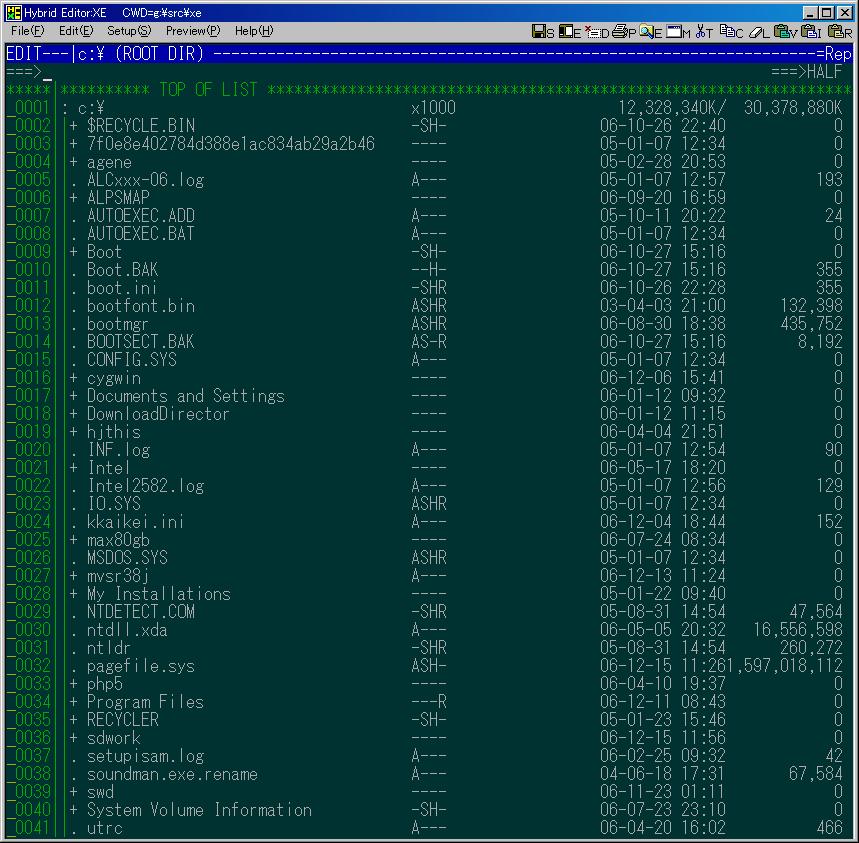 Hybrid Editor:XE CWD=g:¥src¥xe
File(F) Edit(E) Setup(S) Preview(P) Help(H) S E D P E M T C L V I R
EDIT---|c:¥ (ROOT DIR) -------------------------------------------------------------------=Rep
===>_ ===>HALF
***** ********** TOP OF LIST *****************************************************************
_0001 : c:¥ x1000 12,328,340K/ 30,378,880K
_0002 + $RECYCLE.BIN -SH- 06-10-26 22:40 0
_0003 + 7f0e8e402784d388e1ac834ab29a2b46 ---- 05-01-07 12:34 0
_0004 + agene ---- 05-02-28 20:53 0
_0005 . ALCxxx-06.log A--- 05-01-07 12:57 193
_0006 + ALPSMAP ---- 06-09-20 16:59 0
_0007 . AUTOEXEC.ADD A--- 05-10-11 20:22 24
_0008 . AUTOEXEC.BAT A--- 05-01-07 12:34 0
_0009 + Boot -SH- 06-10-27 15:16 0
_0010 . Boot.BAK --H- 06-10-27 15:16 355
_0011 . boot.ini -SHR 06-10-26 22:28 355
_0012 . bootfont.bin ASHR 03-04-03 21:00 132,398
_0013 . bootmgr ASHR 06-08-30 18:38 435,752
_0014 . BOOTSECT.BAK AS-R 06-10-27 15:16 8,192
_0015 . CONFIG.SYS A--- 05-01-07 12:34 0
_0016 + cygwin ---- 06-12-06 15:41 0
_0017 + Documents and Settings ---- 06-01-12 09:32 0
_0018 + DownloadDirector ---- 06-01-12 11:15 0
_0019 + hjthis ---- 06-04-04 21:51 0
_0020 . INF.log A--- 05-01-07 12:54 90
_0021 + Intel ---- 06-05-17 18:20 0
_0022 . Intel2582.log A--- 05-01-07 12:56 129
_0023 . IO.SYS ASHR 05-01-07 12:34 0
_0024 . kkaikei.ini A--- 06-12-04 18:44 152
_0025 + max80gb ---- 06-07-24 08:34 0
_0026 . MSDOS.SYS ASHR 05-01-07 12:34 0
_0027 + mvsr38j A--- 06-12-13 11:24 0
_0028 + My Installations ---- 05-01-22 09:40 0
_0029 . NTDETECT.COM -SHR 05-08-31 14:54 47,564
_0030 . ntdll.xda A--- 06-05-05 20:32 16,556,598
_0031 . ntldr -SHR 05-08-31 14:54 260,272
_0032 . pagefile.sys ASH- 06-12-15 11:261,597,018,112
_0033 + php5 ---- 06-04-10 19:37 0
_0034 + Program Files ---R 06-12-11 08:43 0
_0035 + RECYCLER -SH- 05-01-23 15:46 0
_0036 + sdwork ---- 06-12-15 11:56 0
_0037 . setupisam.log A--- 06-02-25 09:32 42
_0038 . soundman.exe.rename A--- 04-06-18 17:31 67,584
_0039 + swd ---- 06-11-23 01:11 0
_0040 + System Volume Information -SH- 06-07-23 23:10 0
_0041 . utrc A--- 06-04-20 16:02 466